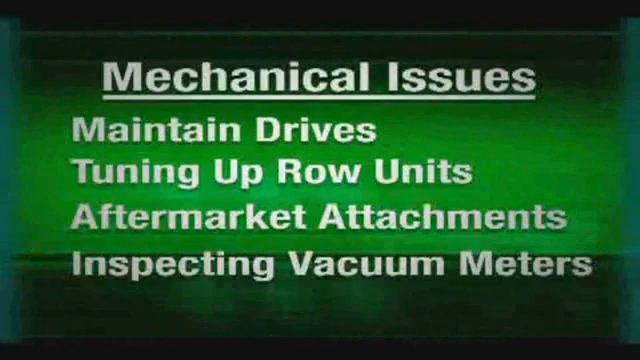 Mechanical Issues
Maintain Drives
Tuning Up Row Units
Aftermarket Attachments
Inspecting Vacuum Meters